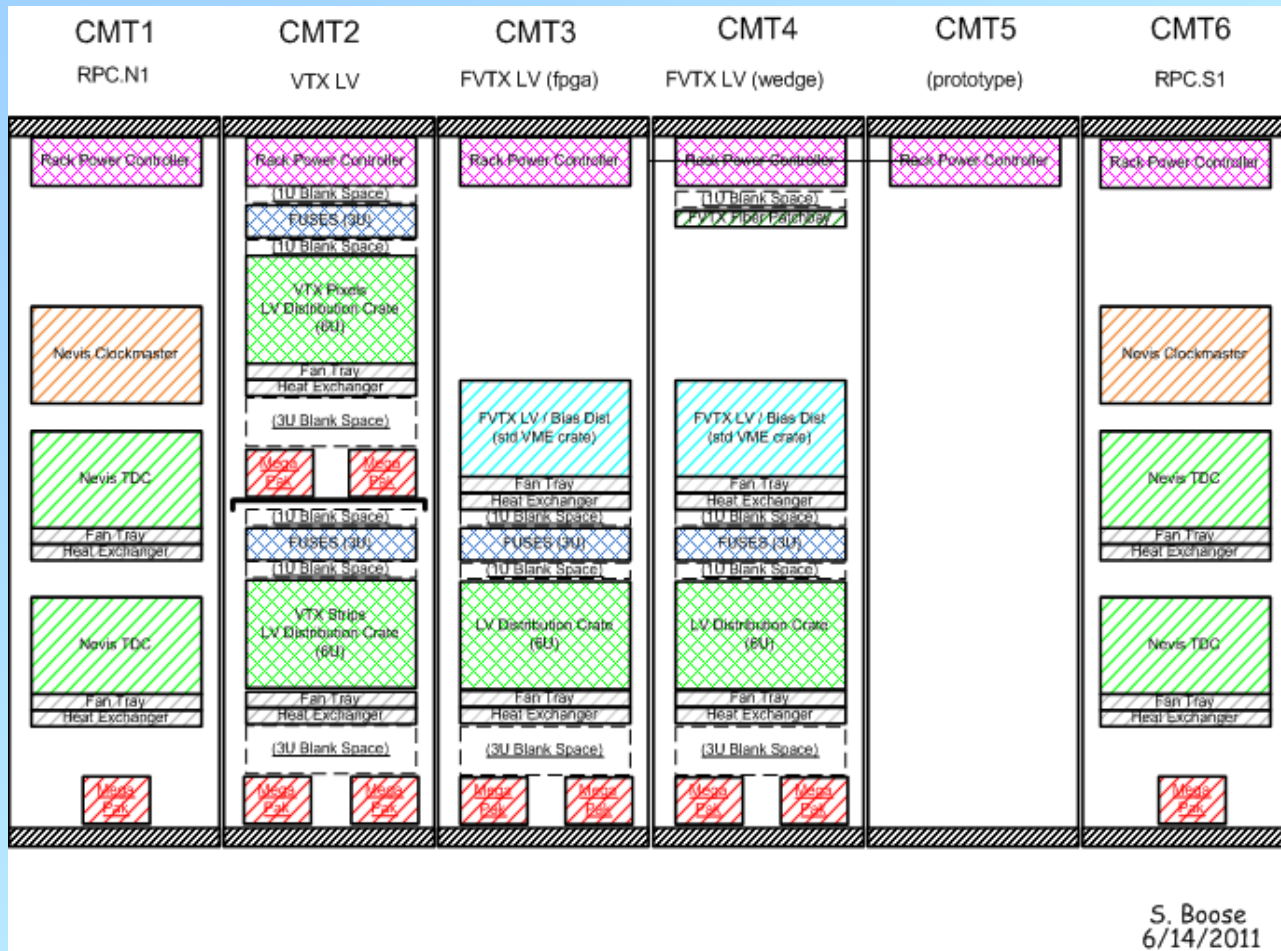 CMT1
RPC.N1
Rack Power Controller
Nevis Clockmaster
Nevis TDC
Fan Tray
Heat Exchanger
Nevis TDC
Fan Tray
Heat Exchanger
Mega
Pak
CMT2
VTX LV
Rack Power Controller
(1U Blank Space)
FUSES (3U)
(1U Blank Space)
VTX Pixels
LV Distribution Crate
(6U)
Fan Tray
Heat Exchanger
(3U Blank Space)
Mega
Pak
Mega
Pak
(1U Blank Space)
FUSES (3U)
(1U Blank Space)
VTX Strips
LV Distribution Crate
(6U)
Fan Tray
Heat Exchanger
(3U Blank Space)
Mega
Pak
Mega
Pak
CMT3
FVTX LV (fpga)
Rack Power Controller
FVTX LV / Bias Dist
(std VME crate)
Fan Tray
Heat Exchanger
(1U Blank Space)
FUSES (3U)
(1U Blank Space)
LV Distribution Crate
(6U)
Fan Tray
Heat Exchanger
(3U Blank Space)
Mega
Pak
Mega
Pak
CMT4
FVTX LV (wedge)
Rack Power Controller
(1U Blank Space)
FVTX Fiber Patchbay
FVTX LV / Bias Dist
(std VME crate)
Fan Tray
Heat Exchanger
(1U Blank Space)
FUSES (3U)
(1U Blank Space)
LV Distribution Crate
(6U)
Fan Tray
Heat Exchanger
(3U Blank Space)
Mega
Pak
Mega
Pak
CMT5
(prototype)
Rack Power Controller
CMT6
RPC.S1
Rack Power Controller
Nevis Clockmaster
Nevis TDC
Fan Tray
Heat Exchanger
Nevis TDC
Fan Tray
Heat Exchanger
Mega
Pak
S. Boose
6/14/2011